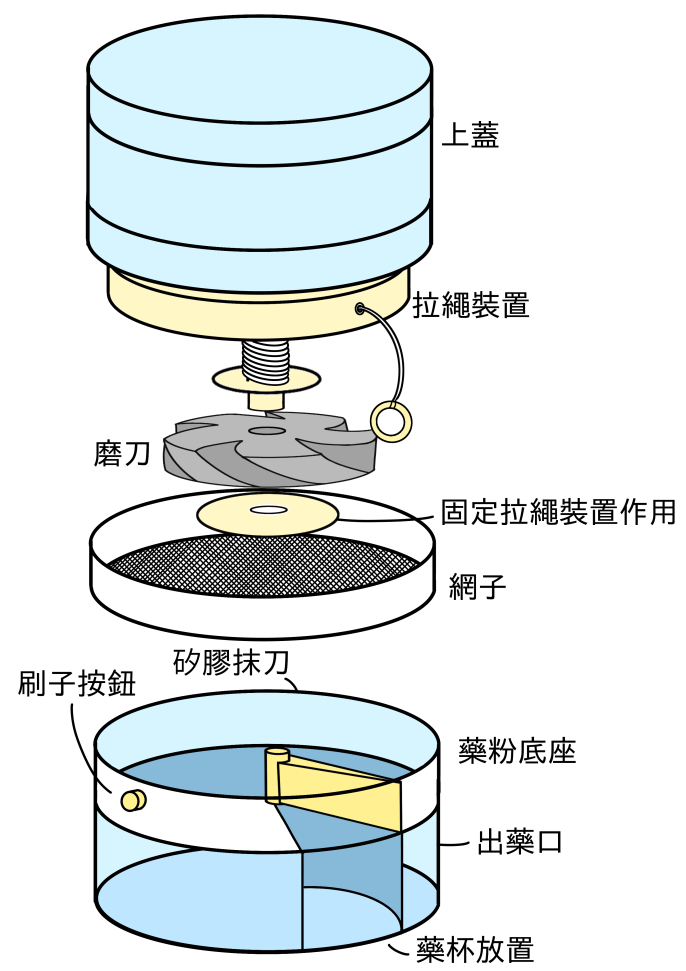 上蓋
拉繩裝置
磨刀
固定拉繩裝置作用
網子
矽膠抹刀
刷子按鈕
藥粉底座
出藥口
藥杯放置